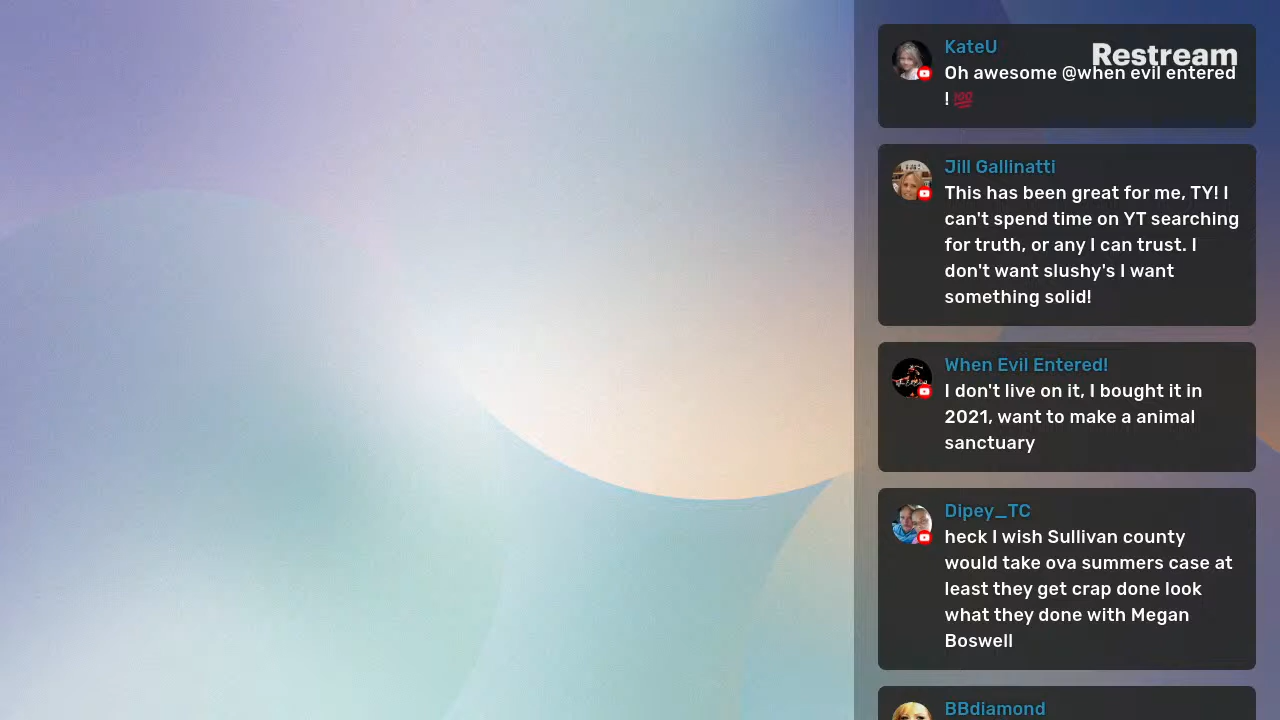 KateU
Restream
Oh awesome @when evil entered
! 💯
Jill Gallinatti
This has been great for me, TY! I
can't spend time on YT searching
for truth, or any I can trust. I
don't want slushy's I want
something solid!
When Evil Entered!
I don't live on it, I bought it in
2021, want to make a animal
sanctuary
Dipey_TC
heck I wish Sullivan county
would take ova summers case at
least they get crap done look
what they done with Megan
Boswell
BBdiamond